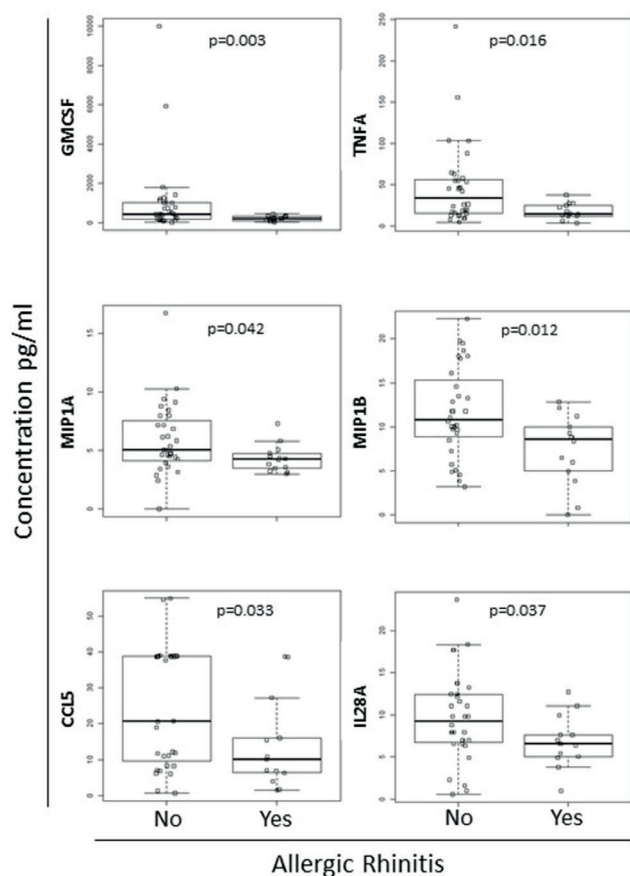 Concentration pg/ml
GMCSF
10000
8000
6000
4000
2000
0
p=0.003
TNFA
250
200
150
100
50
0
p=0.016
MIP1A
15
10
5
0
p=0.042
MIP1B
20
15
10
5
0
p=0.012
CCL5
50
40
30
20
10
0
p=0.033
No
Yes
IL28A
20
15
10
5
0
p=0.037
No
Yes
Allergic Rhinitis